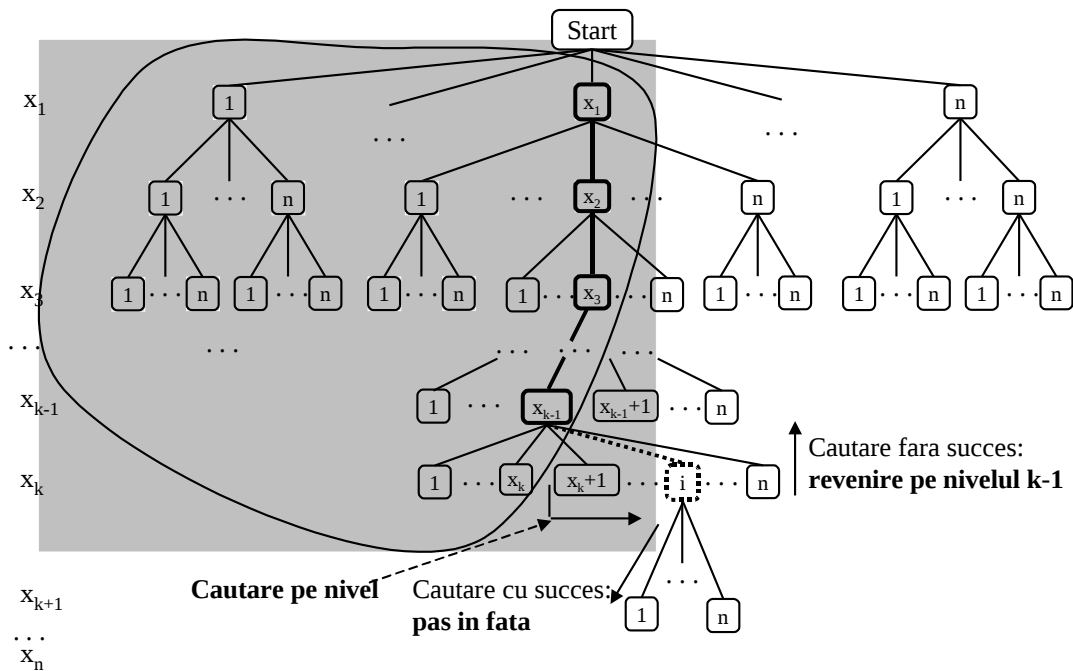 Start
x1 1 x1 n
... ...
x2 1 ... n 1 ... x2 ... n 1 ... n
x3 1 ... n 1 ... n 1 ... n 1 ... x3 ... n 1 ... n 1 ... n 1 ... n
... ... ... ... ...
xk-1 1 ... xk-1 xk-1+1 ... n
Cautare fara succes:
xk 1 ... xk xk+1 ... i ... n revenire pe nivelul k-1
...
Cautare pe nivel Cautare cu succes:
xk+1 pas in fata 1 n
...
xn